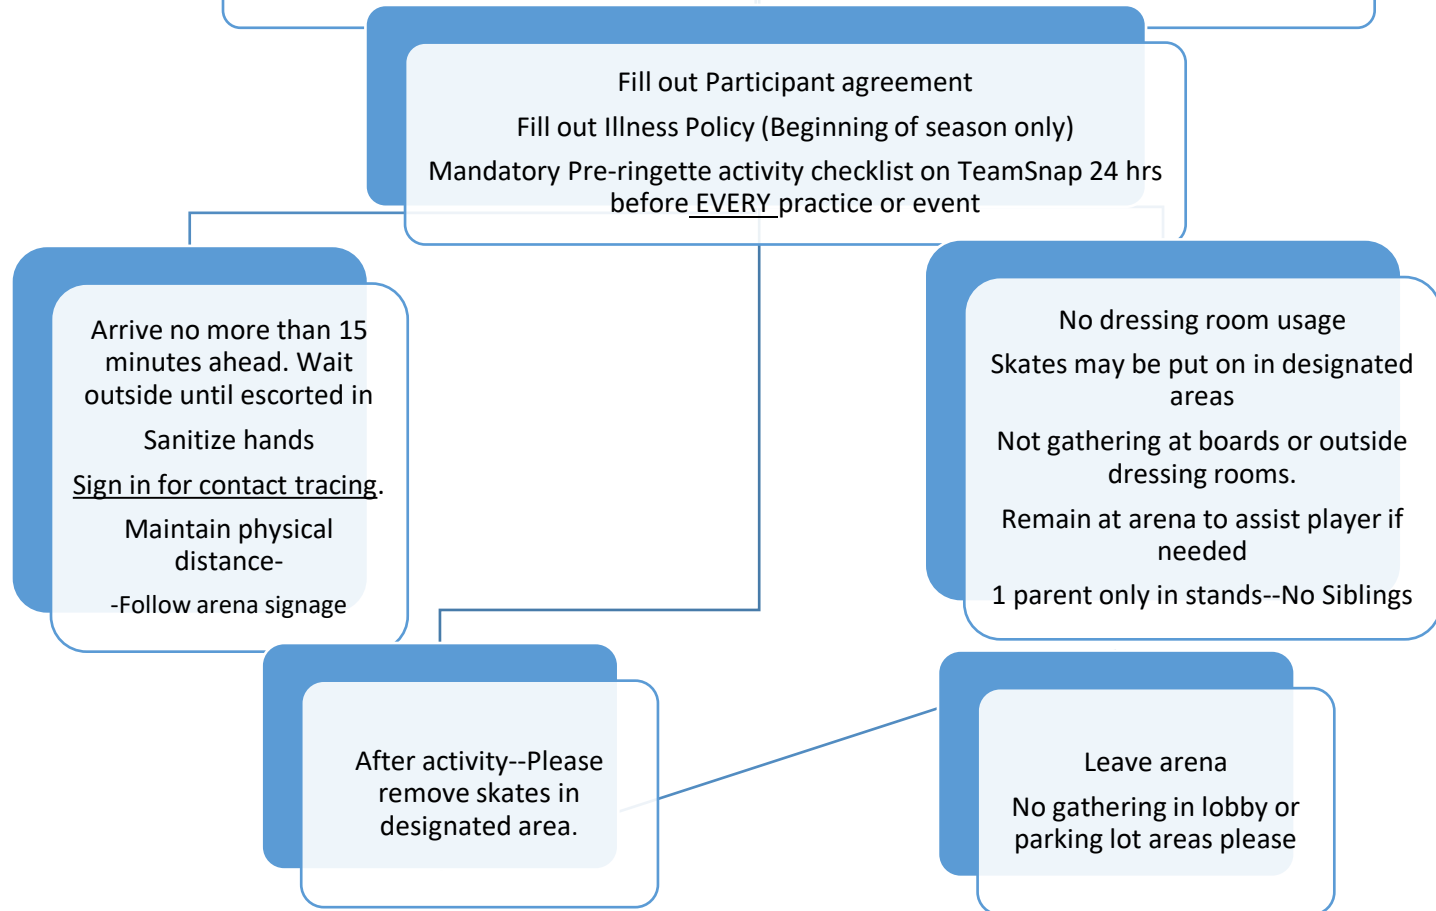 Fill out Participant agreement
Fill out Illness Policy (Beginning of season only)
Mandatory Pre-ringette activity checklist on TeamSnap 24 hrs
before EVERY practice or event
Arrive no more than 15
minutes ahead. Wait
outside until escorted in
Sanitize hands
Sign in for contact tracing.
Maintain physical
distance-
-Follow arena signage
No dressing room usage
Skates may be put on in designated
areas
Not gathering at boards or outside
dressing rooms.
Remain at arena to assist player if
needed
1 parent only in stands--No Siblings
After activity--Please
remove skates in
designated area.
Leave arena
No gathering in lobby or
parking lot areas please